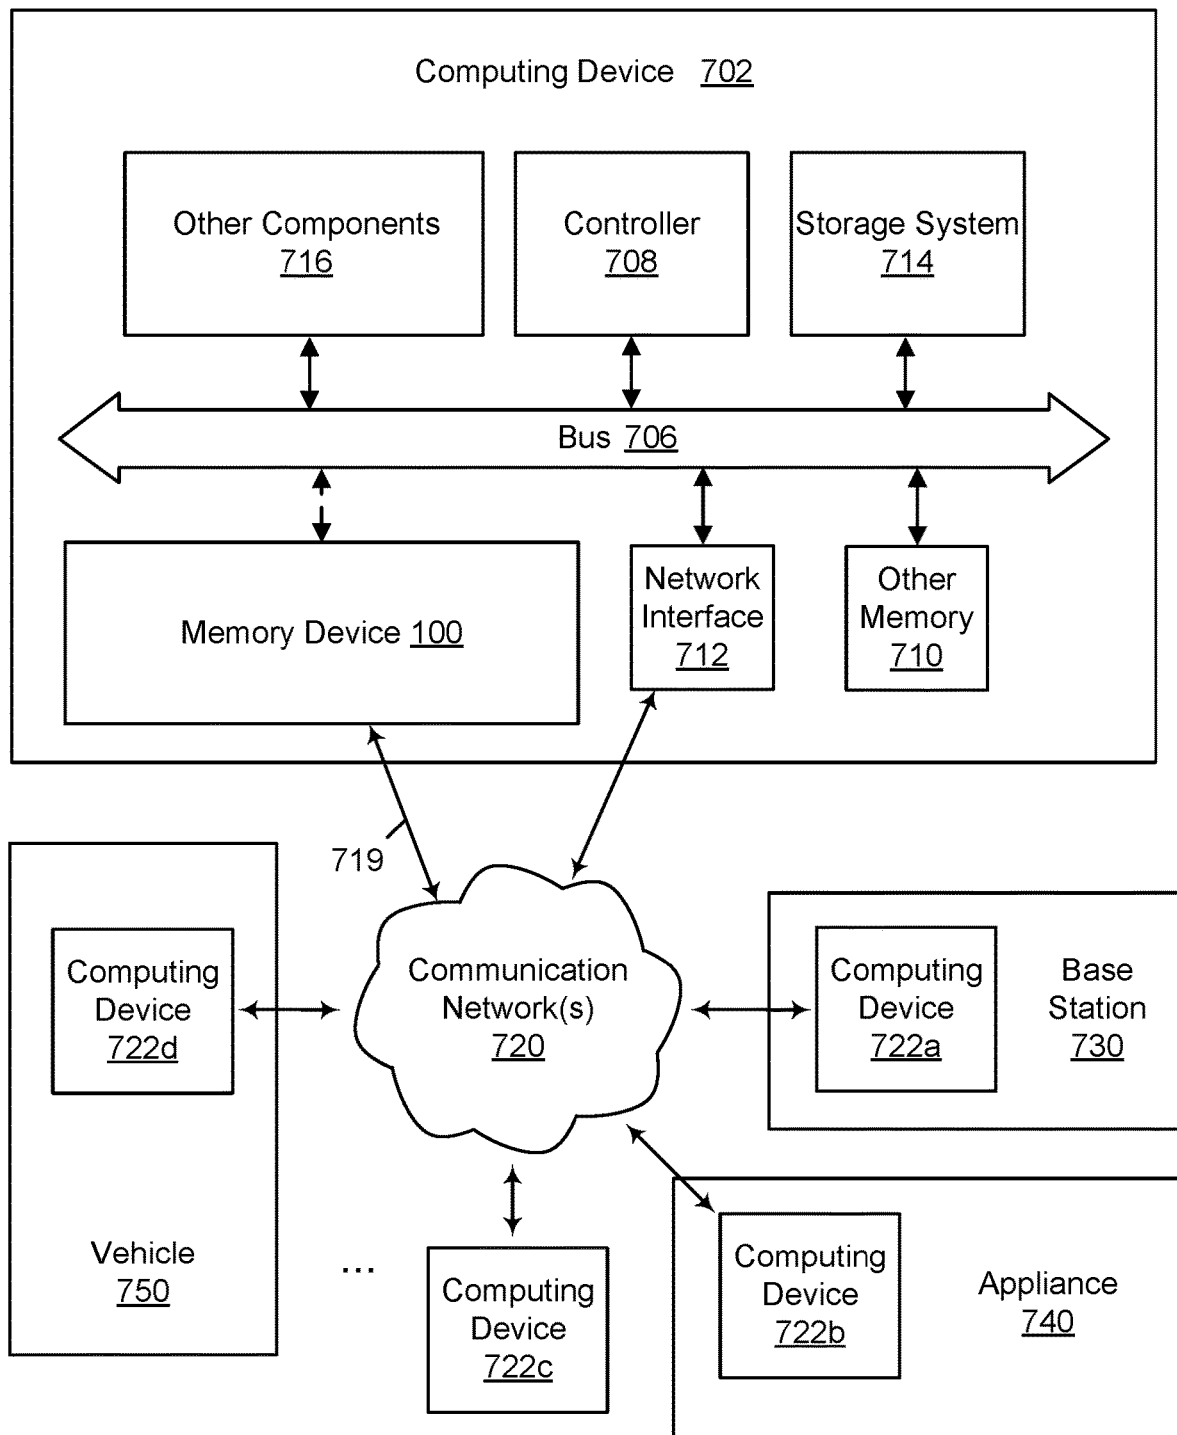 Computing Device 702
Other Components
716
Controller
708
Storage System
714
Bus 706
Memory Device 100
Network
Interface
712
Other
Memory
710
719
Computing
Device
722d
Vehicle
750
Communication
Network(s)
720
Computing
Device
722a
Base
Station
730
...
Computing
Device
722c
Computing
Device
722b
Appliance
740